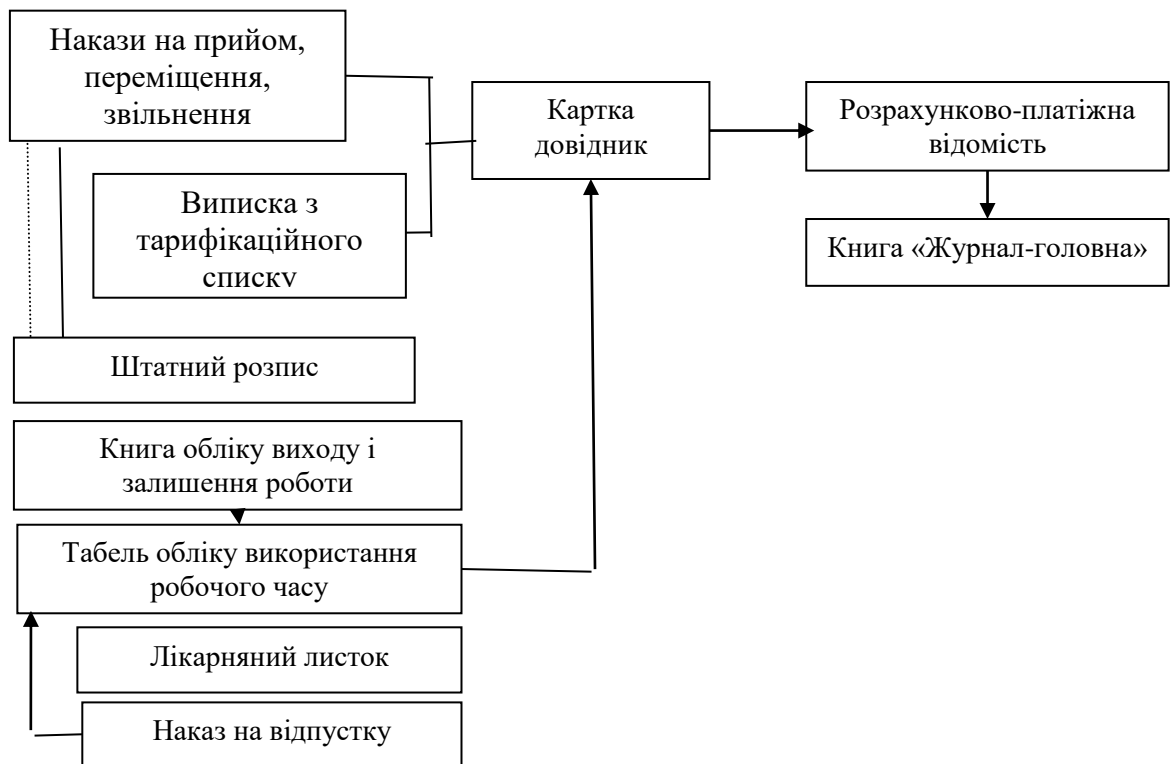 Накази на прийом,
переміщення,
звільнення
Картка
довідник
Розрахунково-платіжна
відомість
Виписка з
тарифікаційного
списку
Книга «Журнал-головна»
Штатний розпис
Книга обліку виходу і
залишення роботи
Табель обліку використання
робочого часу
Лікарняний листок
Наказ на відпустку